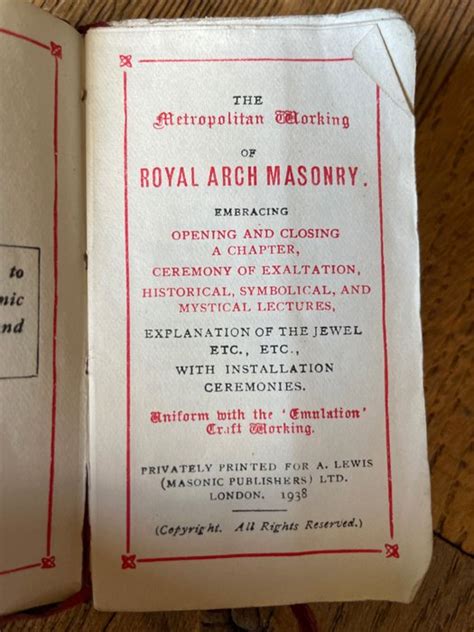 to
nic
nd
THE
Metropolitan Working
OF
ROYAL ARCH MASONRY.
EMBRACING
OPENING AND CLOSING
A CHAPTER,
CEREMONY OF EXALTATION,
HISTORICAL, SYMBOLICAL, AND
MYSTICAL LECTURES,
EXPLANATION OF THE JEWEL
ETC., ETC.,
WITH INSTALLATION
CEREMONIES.
Uniform with the 'Emulation'
Craft Working.
PRIVATELY PRINTED FOR A. LEWIS
(MASONIC PUBLISHERS) LTD.
LONDON. 1938
(Copyright. All Rights Reserved.)